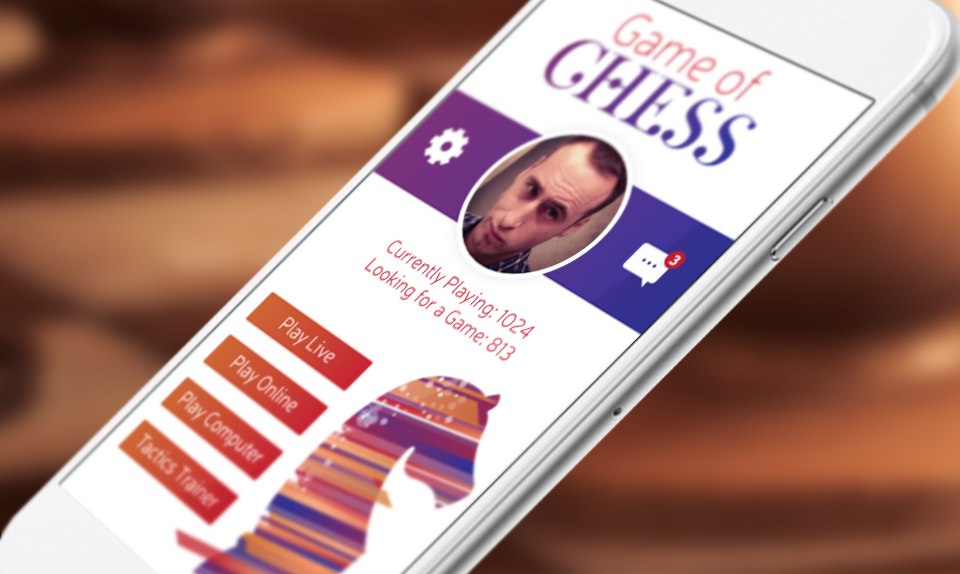 Game of
CHESS
3
Currently Playing: 1024
Looking for a Game: 813
Play Live
Play Online
Play Computer
Tactics Trainer